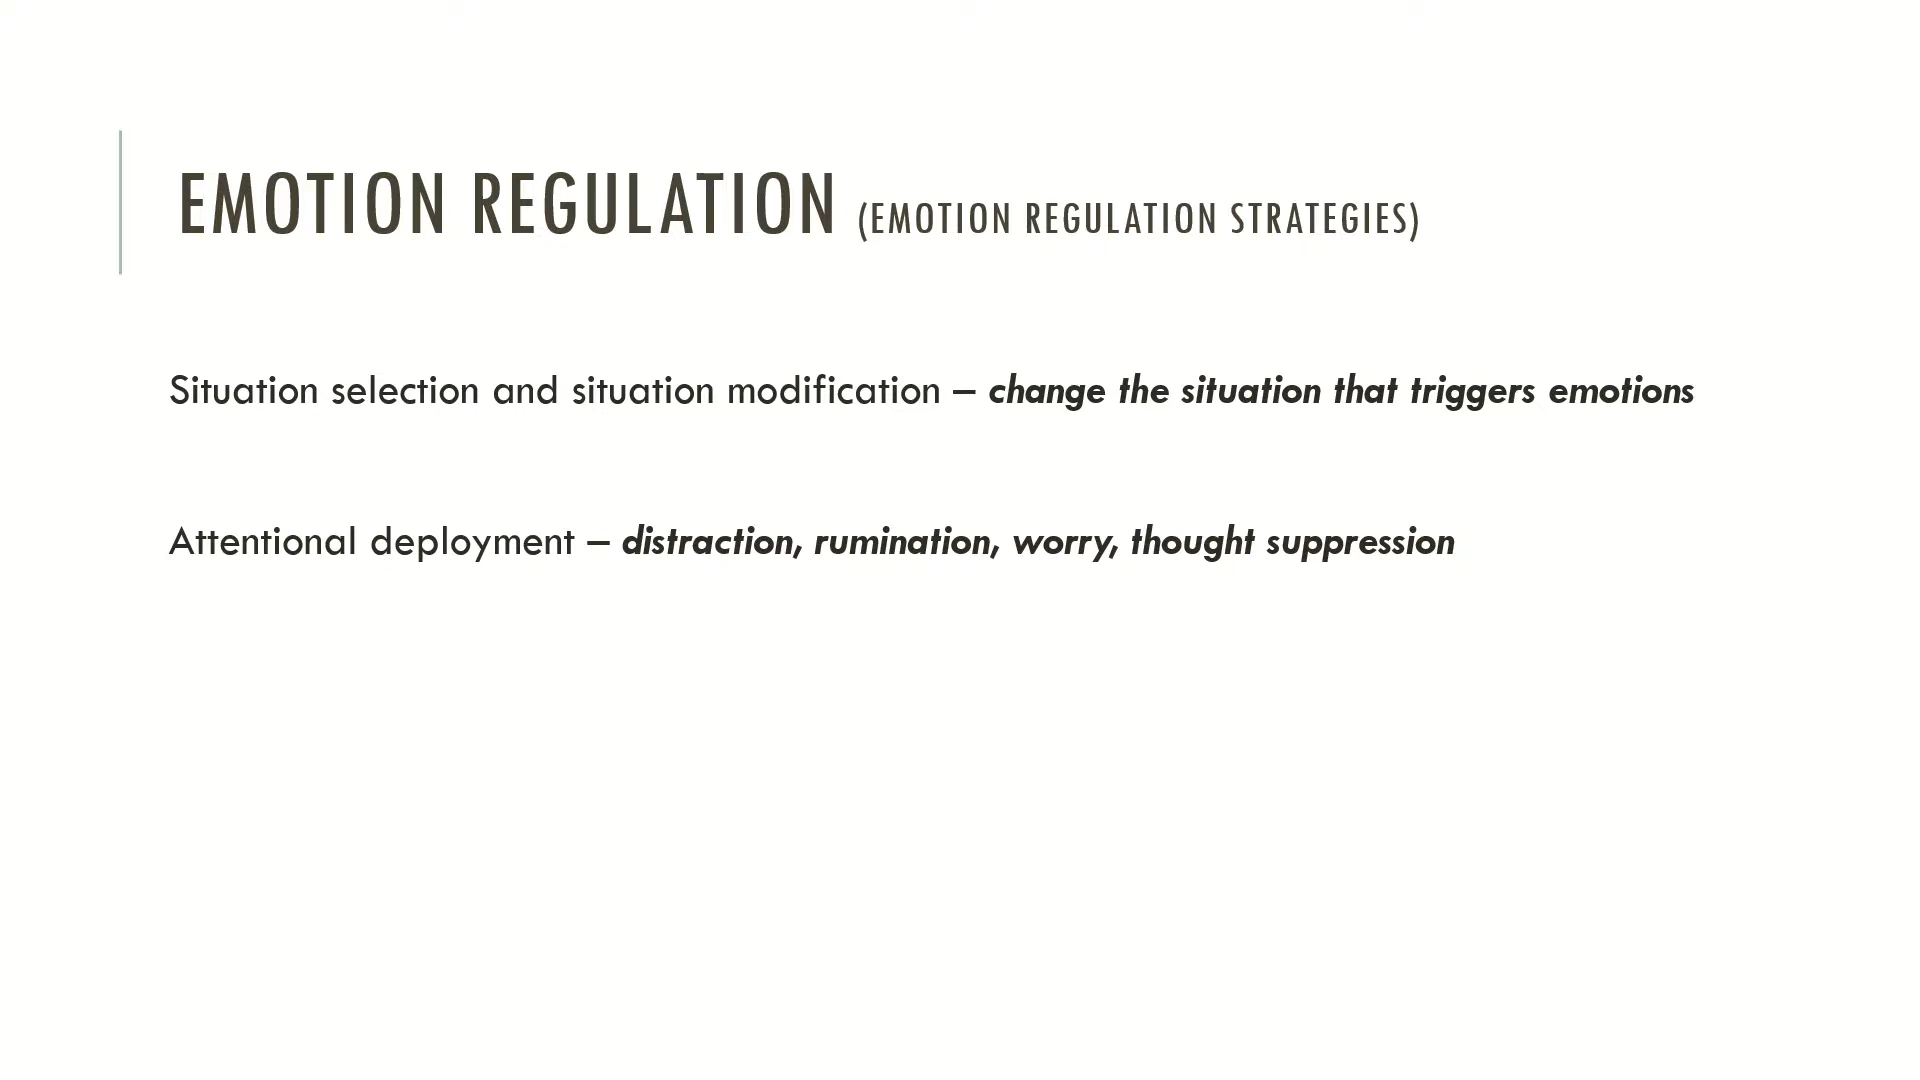 EMOTION REGULATION (EMOTION REGULATION STRATEGIES)
Situation selection and situation modification – change the situation that triggers emotions
Attentional deployment – distraction, rumination, worry, thought suppression